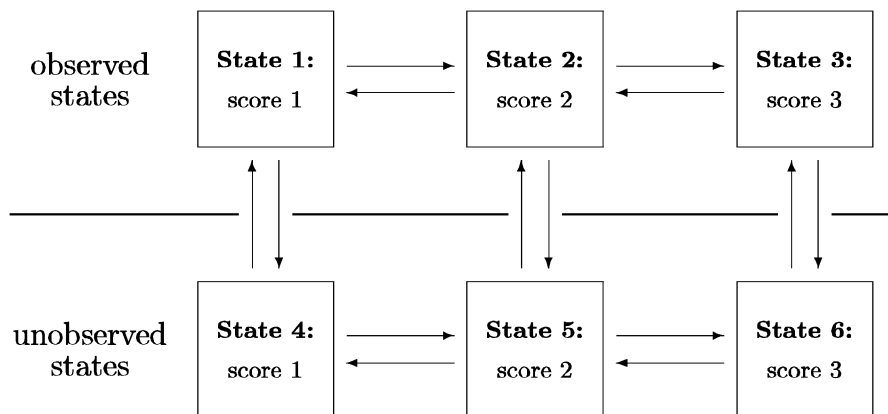 observed
states
State 1:
score 1
State 2:
score 2
State 3:
score 3
unobserved
states
State 4:
score 1
State 5:
score 2
State 6:
score 3